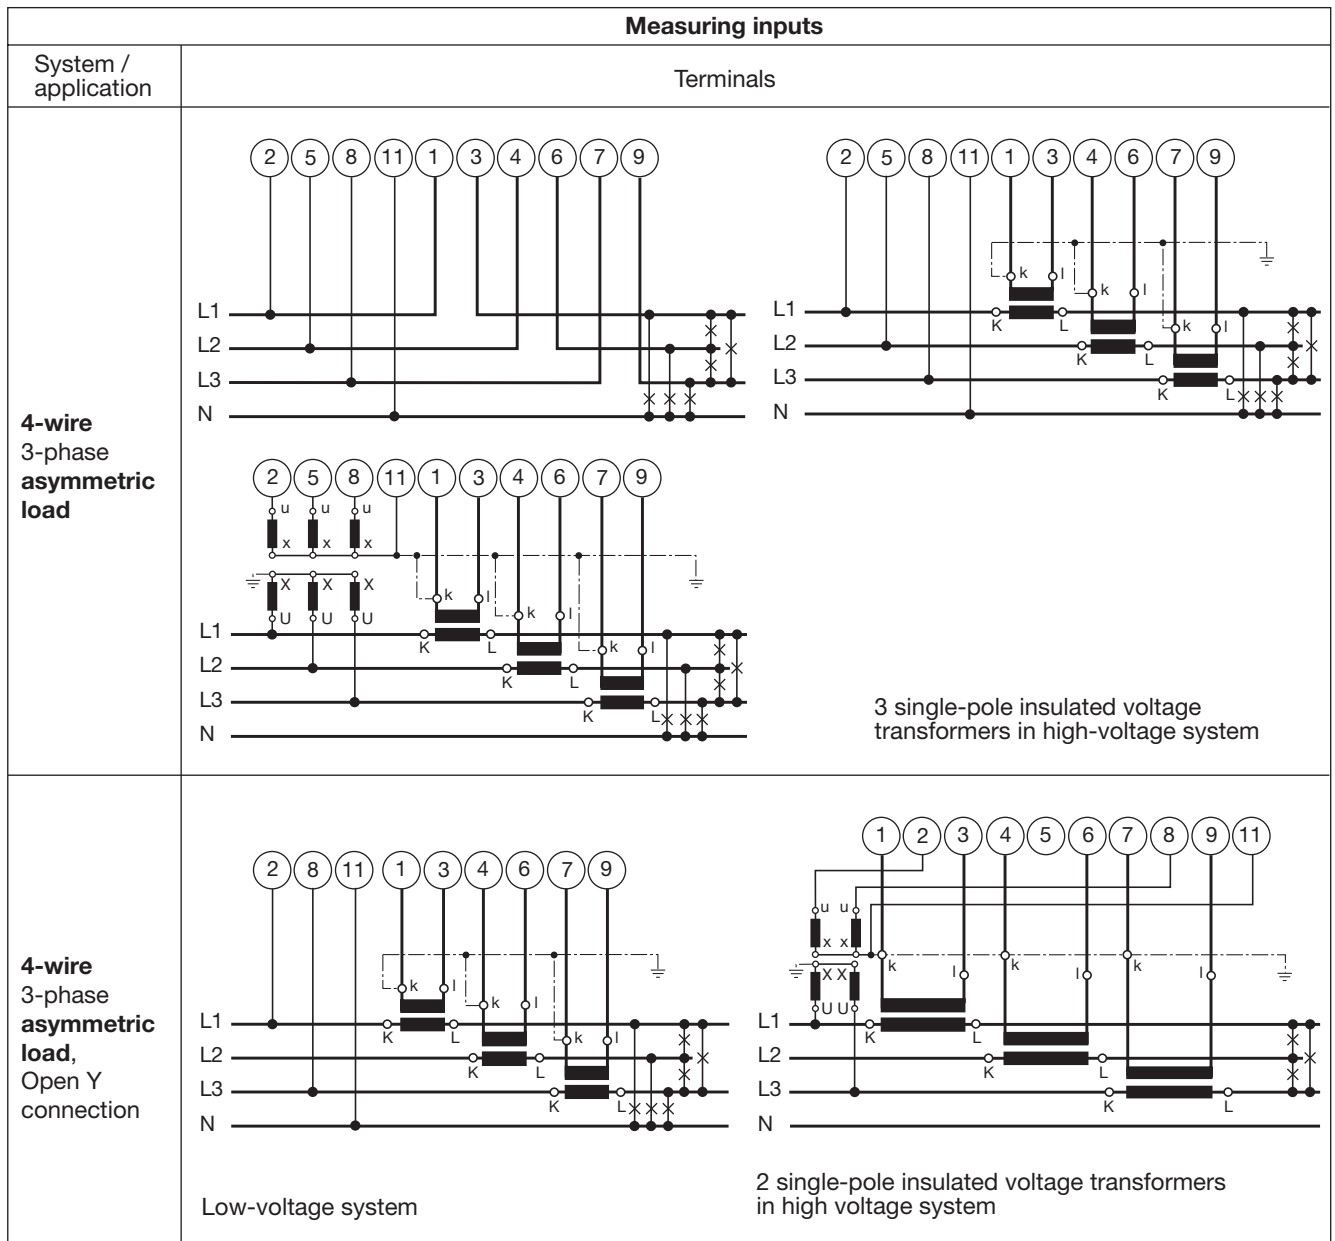 Measuring inputs
System /
application
Terminals
4-wire
3-phase
asymmetric
load
2 5 8 11 1 3 4 6 7 9
L1
L2
L3
N
2 5 8 11 1 3 4 6 7 9
k l
k l
L1 K L k l
L2 K L
L3 K L
N
2 5 8 11 1 3 4 6 7 9
u u u
x x x
X X X k l
U U U k l
L1 K L k l
L2 K L
L3 K L
N
3 single-pole insulated voltage
transformers in high-voltage system
4-wire
3-phase
asymmetric
load,
Open Y
connection
2 8 11 1 3 4 6 7 9
k l
k l
L1 K L k l
L2 K L
L3 K L
N
Low-voltage system
1 2 3 4 5 6 7 8 9 11
u u
x x
k l k l k l
X X
U U
L1 K L
L2 K L
L3 K L
N
2 single-pole insulated voltage transformers
in high voltage system